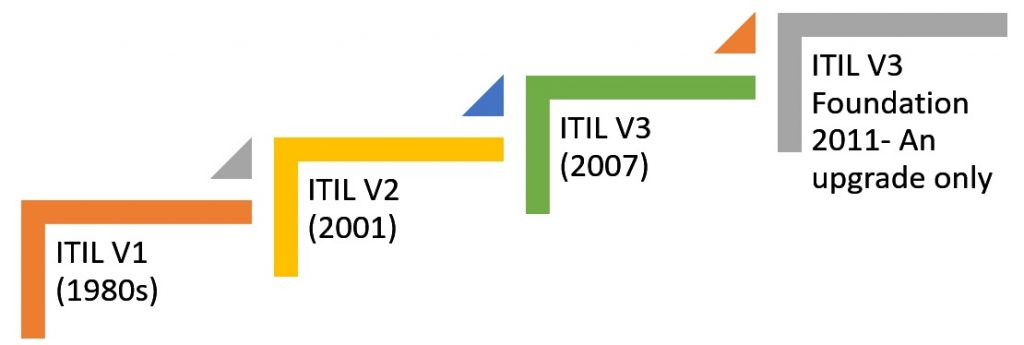 ITIL V1
(1980s)
ITIL V2
(2001)
ITIL V3
(2007)
ITIL V3
Foundation
2011- An
upgrade only